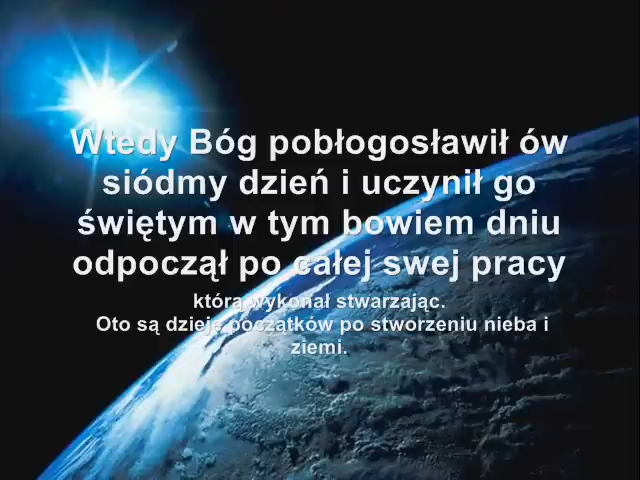 Wtedy Bóg pobłogosławił ów
siódmy dzień i uczynił go
świętym w tym bowiem dniu
odpoczął po całej swej pracy
którą wykonał stwarzając.
Oto są dzieje początków po stworzeniu nieba i
ziemi.